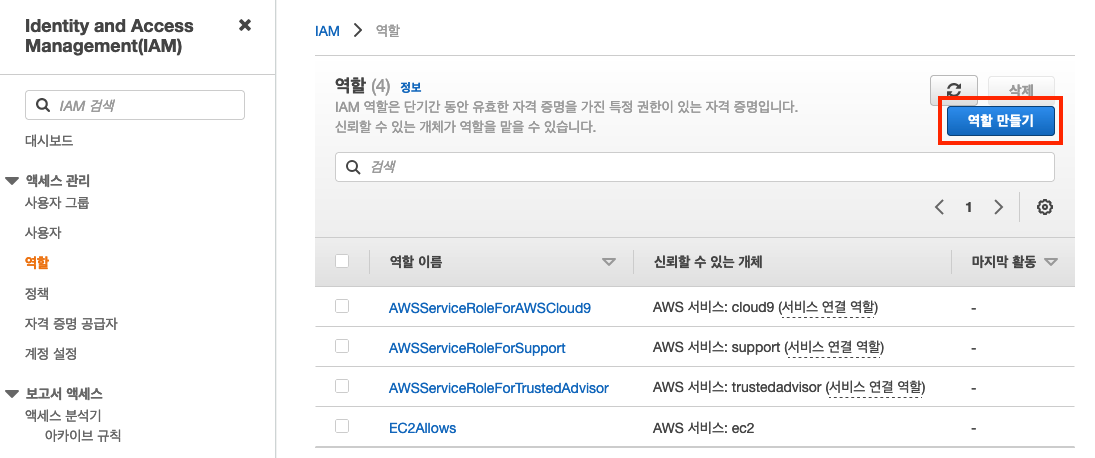 Identity and Access
Management(IAM)
IAM 검색
대시보드
액세스 관리
사용자 그룹
사용자
역할
정책
자격 증명 공급자
계정 설정
보고서 액세스
액세스 분석기
아카이브 규칙
IAM > 역할
역할 (4) 정보
IAM 역할은 단기간 동안 유효한 자격 증명을 가진 특정 권한이 있는 자격 증명입니다.
신뢰할 수 있는 개체가 역할을 맡을 수 있습니다.
삭제
역할 만들기
검색
1
역할 이름 신뢰할 수 있는 개체 마지막 활동
AWSServiceRoleForAWSCloud9 AWS 서비스: cloud9 (서비스 연결 역할) -
AWSServiceRoleForSupport AWS 서비스: support (서비스 연결 역할) -
AWSServiceRoleForTrustedAdvisor AWS 서비스: trustedadvisor (서비스 연결 역할) -
EC2Allows AWS 서비스: ec2 -